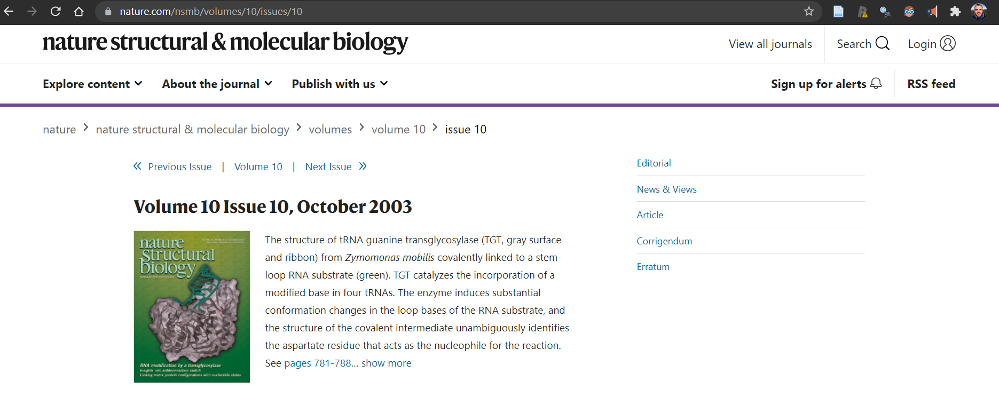 nature.com/nsmb/volumes/10/issues/10
nature structural & molecular biology
View all journals
Search
Login
Explore content
About the journal
Publish with us
Sign up for alerts
RSS feed
nature > nature structural & molecular biology > volumes > volume 10 > issue 10
« Previous Issue | Volume 10 | Next Issue »
Volume 10 Issue 10, October 2003
nature
structural
biology
The structure of tRNA guanine transglycosylase (TGT, gray surface
and ribbon) from Zymomonas mobilis covalently linked to a stem-
loop RNA substrate (green). TGT catalyzes the incorporation of a
modified base in four tRNAs. The enzyme induces substantial
conformation changes in the loop bases of the RNA substrate, and
the structure of the covalent intermediate unambiguously identifies
the aspartate residue that acts as the nucleophile for the reaction.
See pages 781-788... show more
RNA modification by a transglycosylase
Insights into antitermination switch
Linking motor protein configurations with nucleotide states
Editorial
News & Views
Article
Corrigendum
Erratum